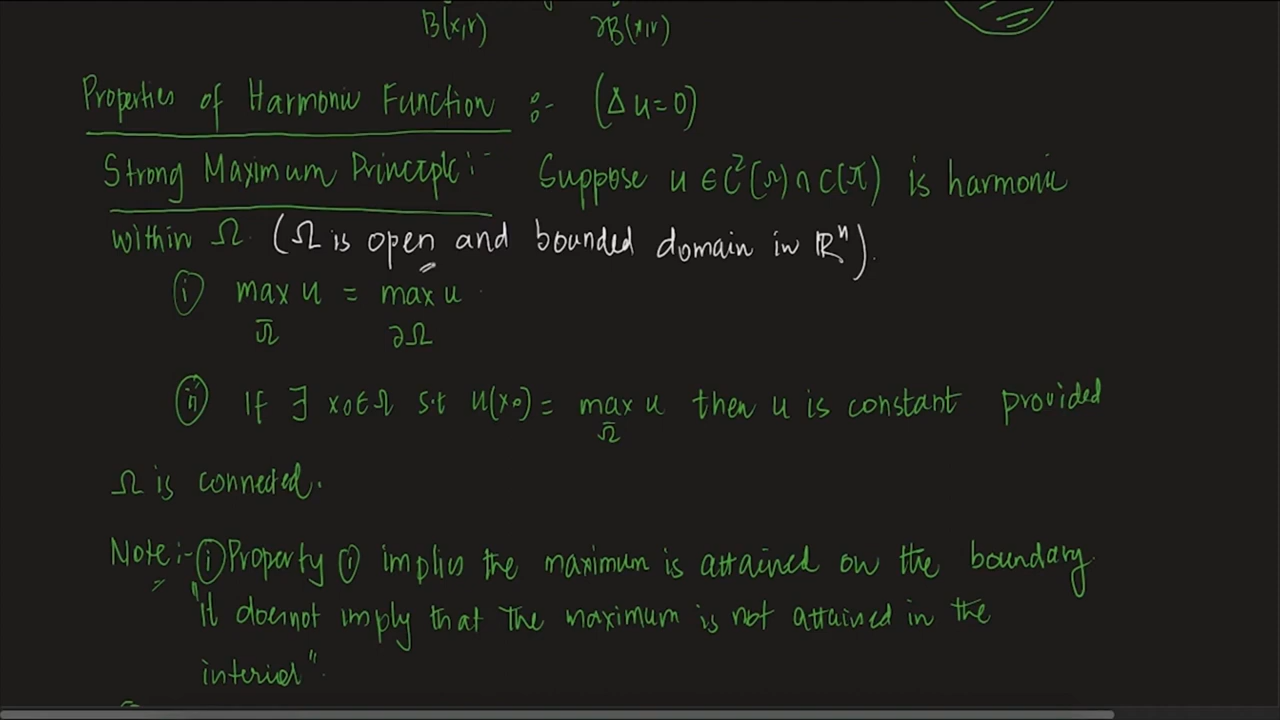 B(x,r) ∂B(x,r)
Properties of Harmonic Function :- (Δu=0)
Strong Maximum Principle:- Suppose u ∈ C²(Ω) ∩ C(Ω̅) is harmonic
within Ω. (Ω is open and bounded domain in ℝⁿ).
(i) max u = max u
Ω̅ ∂Ω
(ii) If ∃ x₀∈Ω s.t u(x₀) = max u then u is constant provided
Ω̅
Ω is connected.
Note:- (i) Property (i) implies the maximum is attained on the boundary.
"it doesnot imply that the maximum is not attained in the
interior".